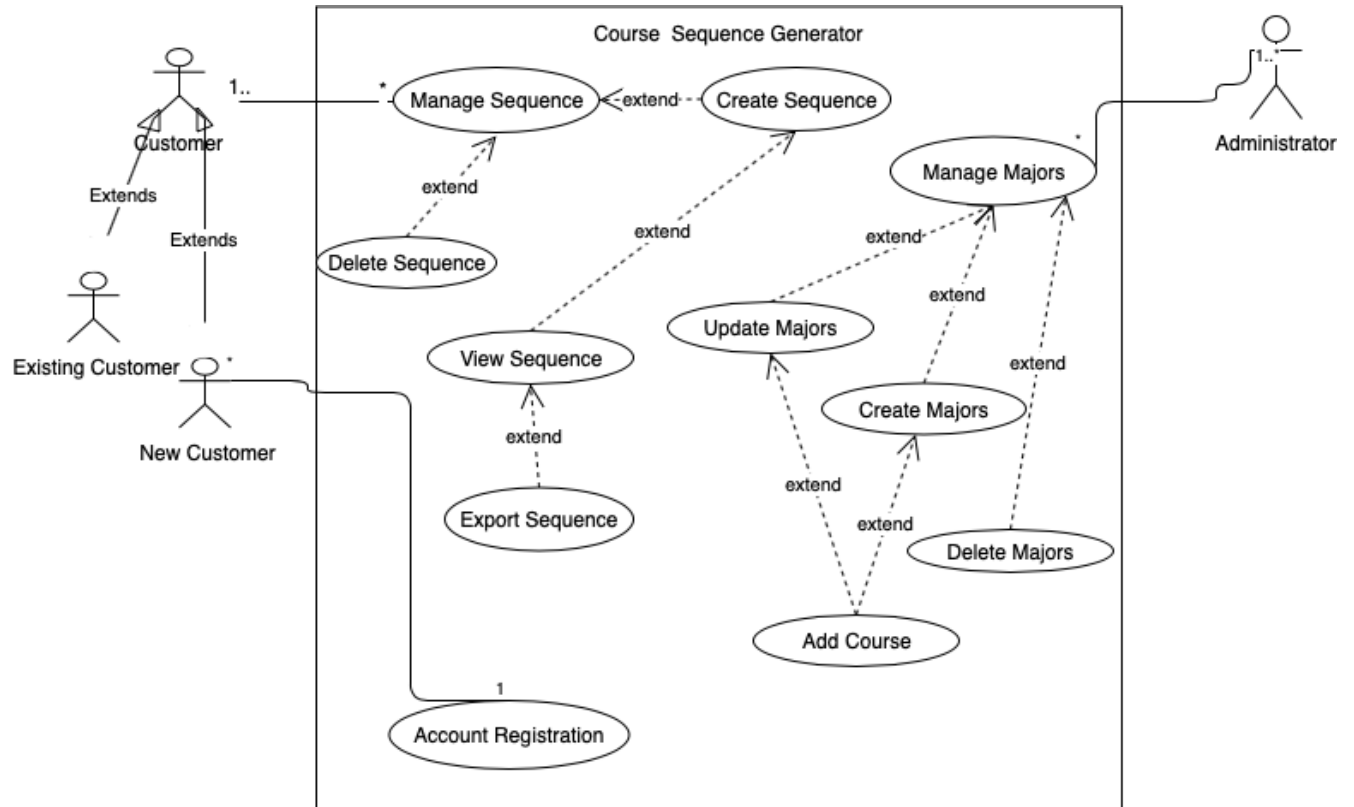 Course Sequence Generator
1..
*
Manage Sequence
extend
Create Sequence
1..*
Customer
*
Administrator
Manage Majors
Extends
extend
Extends
extend
extend
Delete Sequence
extend
Update Majors
View Sequence
extend
Existing Customer
*
Create Majors
New Customer
extend
extend
extend
Export Sequence
extend
Delete Majors
Add Course
1
Account Registration